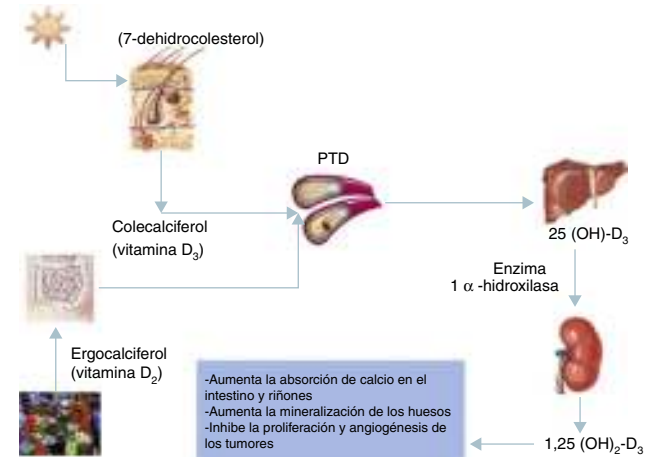 (7-dehidrocolesterol)
PTD
Colecalciferol
(vitamina D₃)
25 (OH)-D₃
Enzima
1 α -hidroxilasa
Ergocalciferol
(vitamina D₂)
-Aumenta la absorción de calcio en el
intestino y riñones
-Aumenta la mineralización de los huesos
-Inhibe la proliferación y angiogénesis de
los tumores
1,25 (OH)₂-D₃